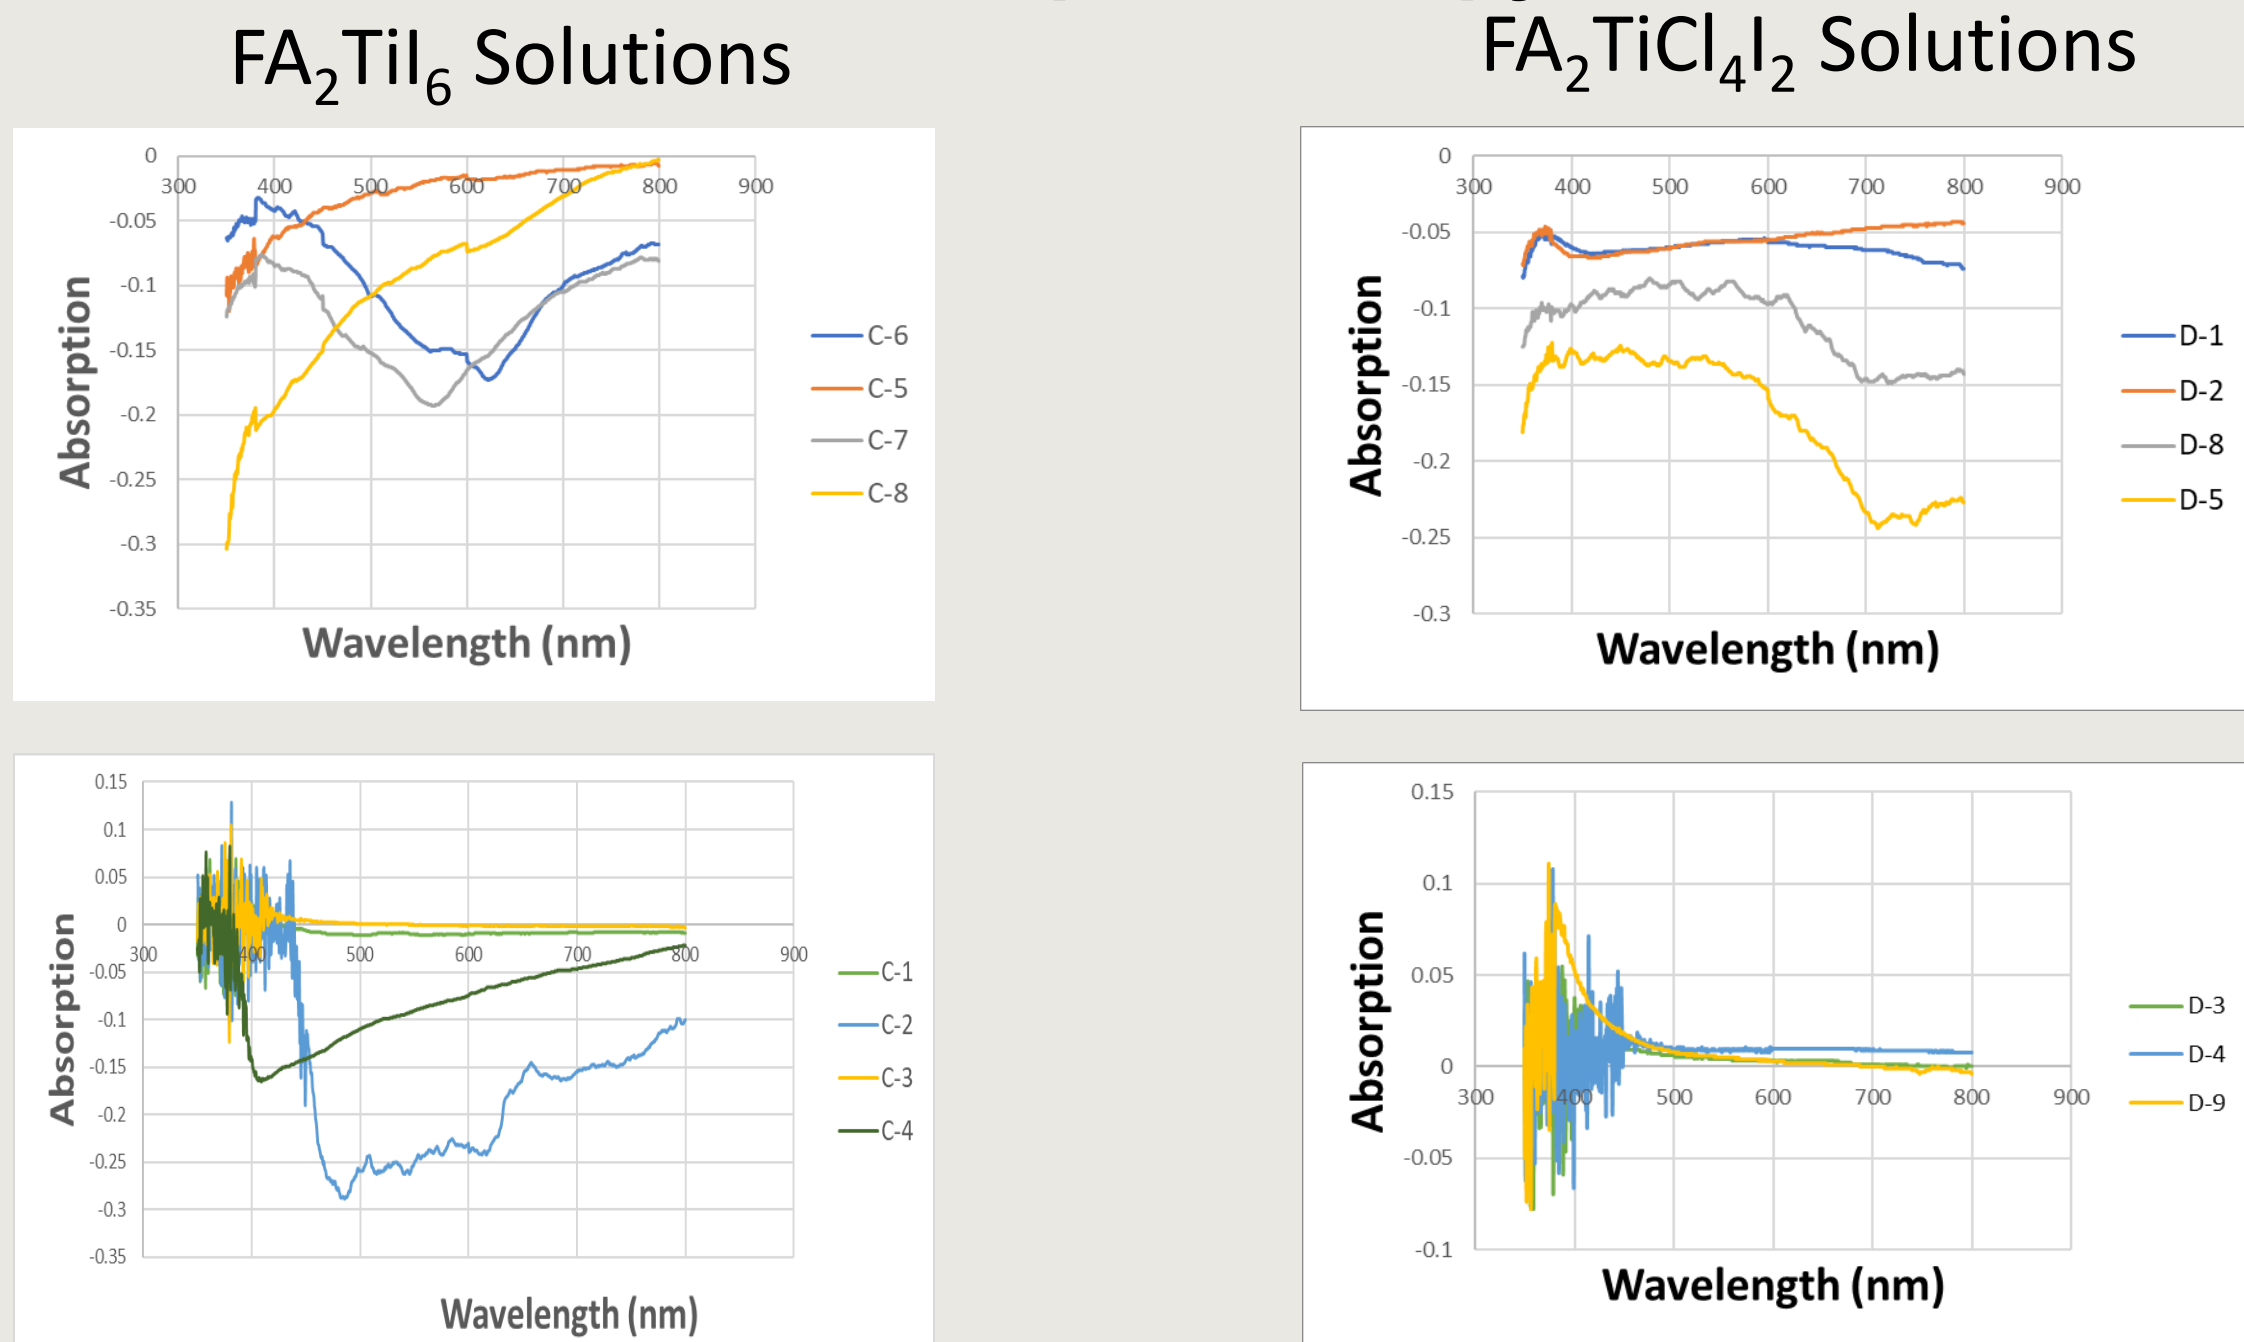 FA₂TiI₆ Solutions
FA₂TiCl₄I₂ Solutions
0
300 400 500 600 700 800 900
-0.05
-0.1
-0.15
-0.2
-0.25
-0.3
-0.35
Absorption
Wavelength (nm)
C-6
C-5
C-7
C-8
0
300 400 500 600 700 800 900
-0.05
-0.1
-0.15
-0.2
-0.25
-0.3
Absorption
Wavelength (nm)
D-1
D-2
D-8
D-5
0.15
0.1
0.05
0
300 400 500 600 700 800 900
-0.05
-0.1
-0.15
-0.2
-0.25
-0.3
-0.35
Absorption
Wavelength (nm)
C-1
C-2
C-3
C-4
0.15
0.1
0.05
0
300 400 500 600 700 800 900
-0.05
-0.1
Absorption
Wavelength (nm)
D-3
D-4
D-9